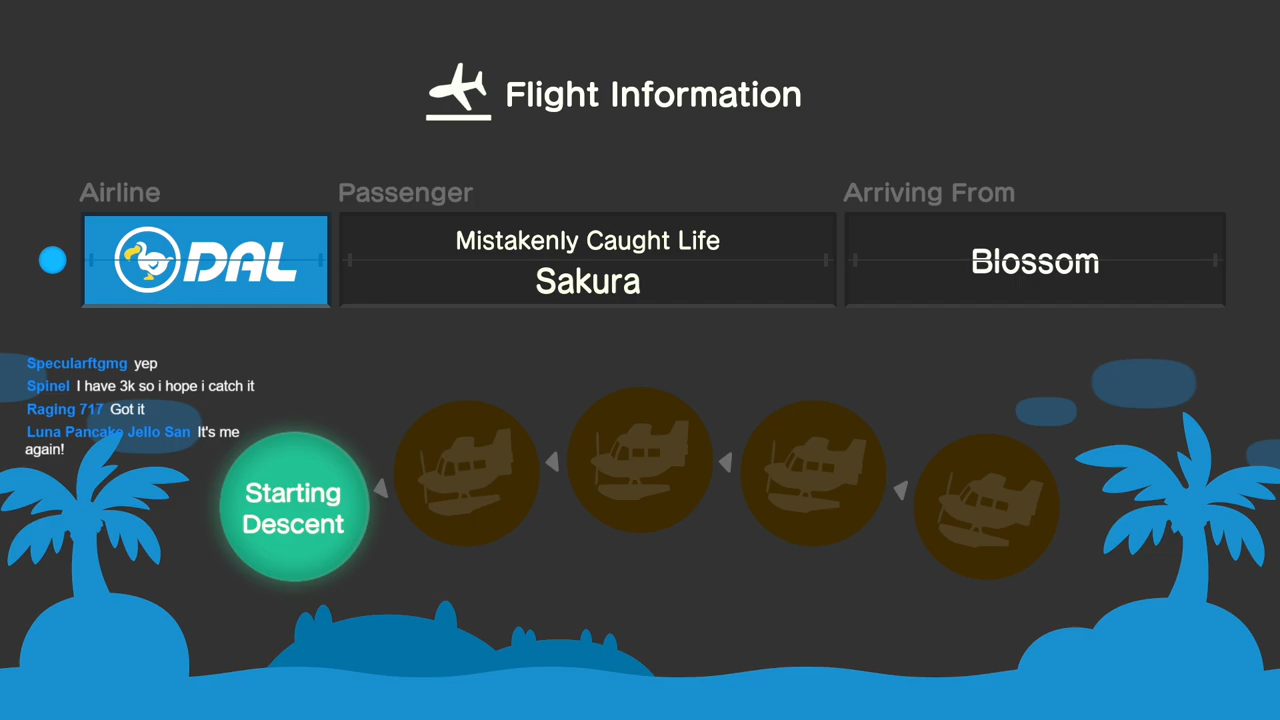 Flight Information
Airline
Passenger
Arriving From
DAL
Mistakenly Caught Life
Sakura
Blossom
Specularftgmg yep
Spinel I have 3k so i hope i catch it
Raging 717 Got it
Luna Pancake Jello San It's me
again!
Starting
Descent